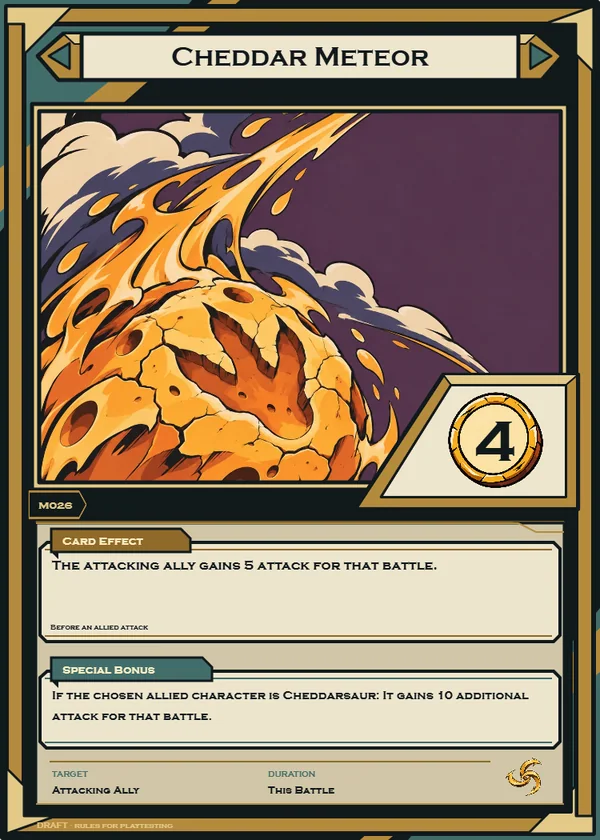 Cheddar Meteor
4
M026
Card Effect
The attacking ally gains 5 attack for that battle.
Before an allied attack
Special Bonus
If the chosen allied character is Cheddarsaur: It gains 10 additional
attack for that battle.
TARGET
DURATION
Attacking Ally
This Battle
DRAFT · RULES FOR PLAYTESTING